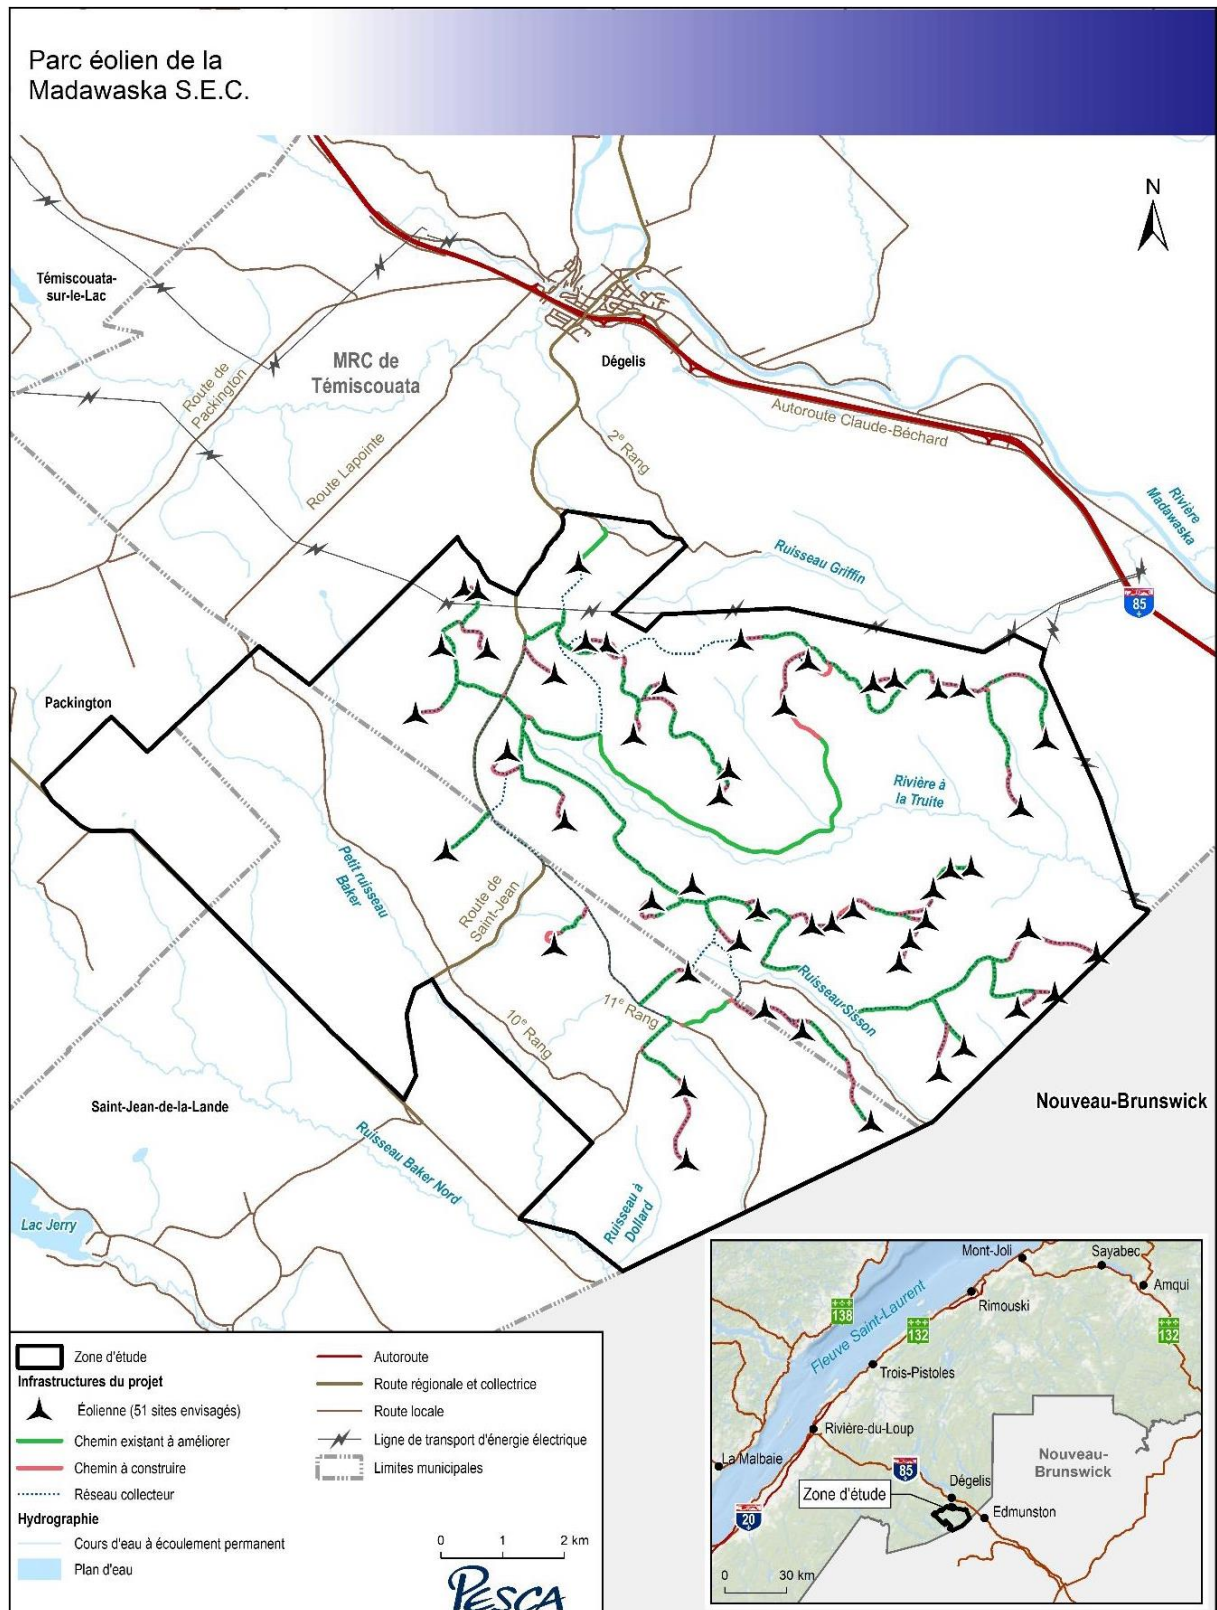 Parc éolien de la
Madawaska S.E.C.
N
Témiscouata-
sur-le-Lac
MRC de
Témiscouata
Dégelis
Route de
Packington
Autoroute Claude-Béchard
2e Rang
Route Lapointe
Rivière
Madawaska
Ruisseau Griffin
85
Packington
Rivière à
la Truite
Petit ruisseau
Baker
Route de
Saint-Jean
Ruisseau Sisson
11e Rang
10e Rang
Saint-Jean-de-la-Lande
Nouveau-Brunswick
Ruisseau Baker Nord
Ruisseau à
Dollard
Lac Jerry
Zone d'étude
Infrastructures du projet
Éolienne (51 sites envisagés)
Chemin existant à améliorer
Chemin à construire
Réseau collecteur
Hydrographie
Cours d'eau à écoulement permanent
Plan d'eau
Autoroute
Route régionale et collectrice
Route locale
Ligne de transport d'énergie électrique
Limites municipales
0 1 2 km
PESCA
Mont-Joli
Sayabec
Amqui
Rimouski
138
132
132
Fleuve Saint-Laurent
Trois-Pistoles
Rivière-du-Loup
La Malbaie
85
Nouveau-
Brunswick
Dégelis
Zone d'étude
Edmunston
20
0 30 km